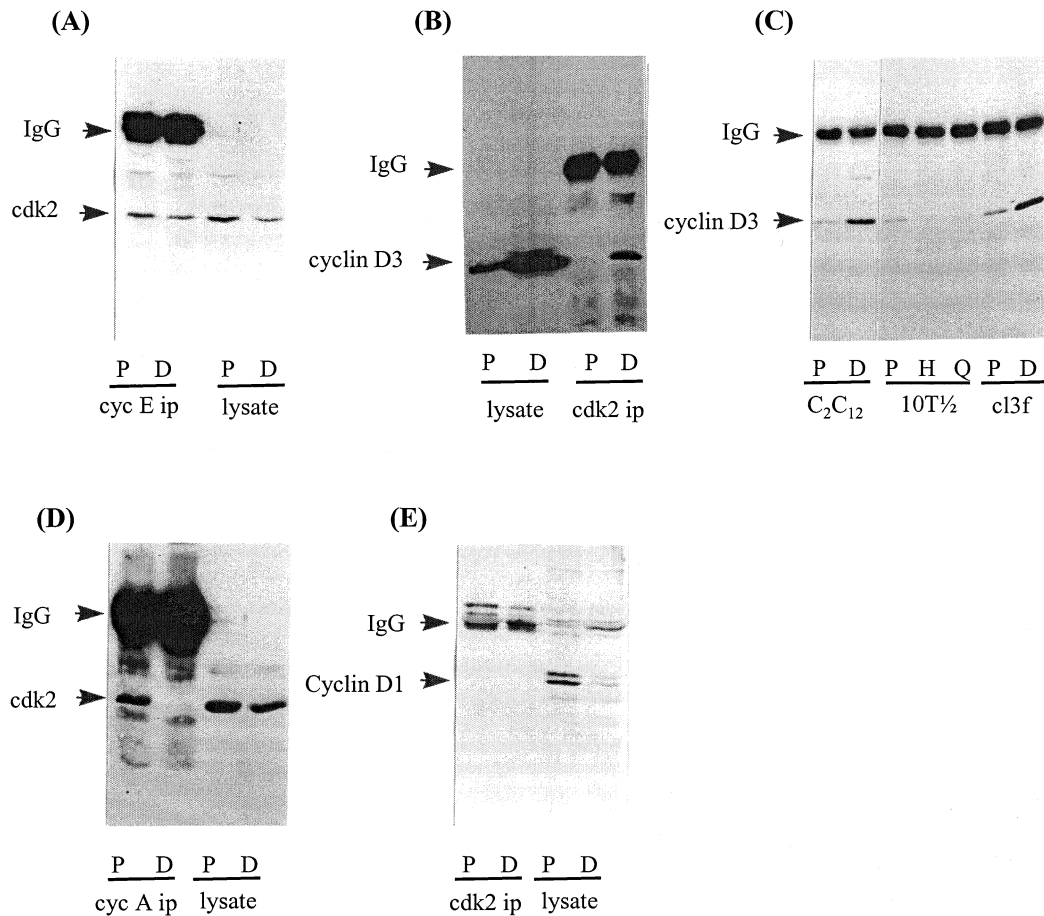 (A)
IgG
cdk2
P D P D
cyc E ip lysate
(B)
IgG
cyclin D3
P D P D
lysate cdk2 ip
(C)
IgG
cyclin D3
P D P H Q P D
C₂C₁₂ 10T½ cl3f
(D)
IgG
cdk2
P D P D
cyc A ip lysate
(E)
IgG
Cyclin D1
P D P D
cdk2 ip lysate